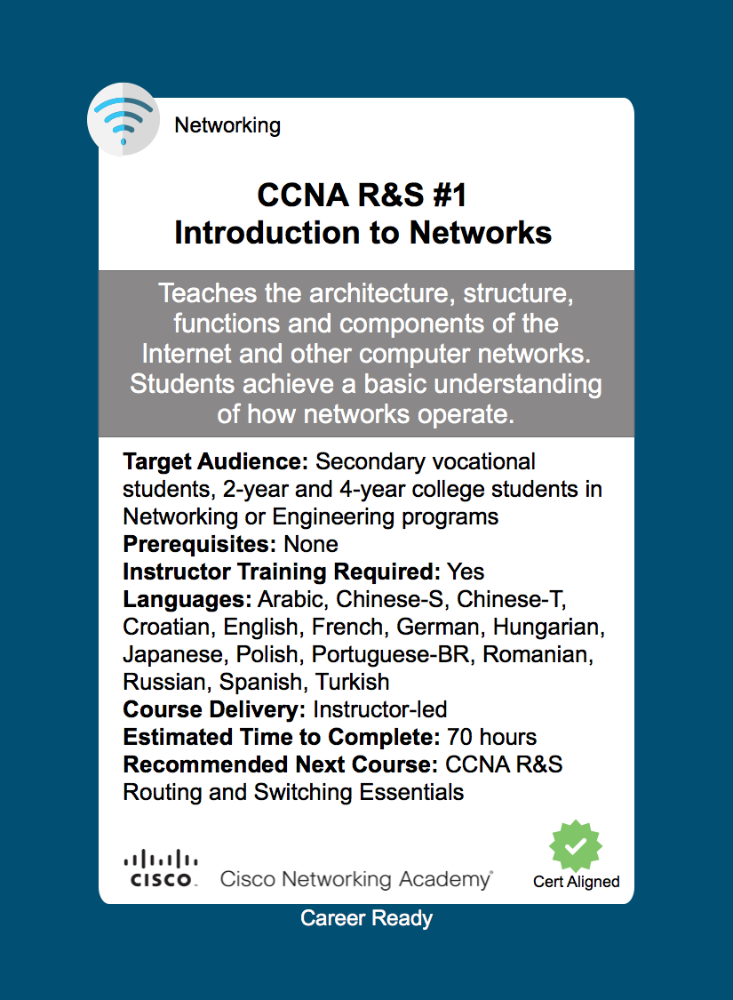 Networking
CCNA R&S #1
Introduction to Networks
Teaches the architecture, structure,
functions and components of the
Internet and other computer networks.
Students achieve a basic understanding
of how networks operate.
Target Audience: Secondary vocational
students, 2-year and 4-year college students in
Networking or Engineering programs
Prerequisites: None
Instructor Training Required: Yes
Languages: Arabic, Chinese-S, Chinese-T,
Croatian, English, French, German, Hungarian,
Japanese, Polish, Portuguese-BR, Romanian,
Russian, Spanish, Turkish
Course Delivery: Instructor-led
Estimated Time to Complete: 70 hours
Recommended Next Course: CCNA R&S
Routing and Switching Essentials
CISCO™ Cisco Networking Academy®
Cert Aligned
Career Ready